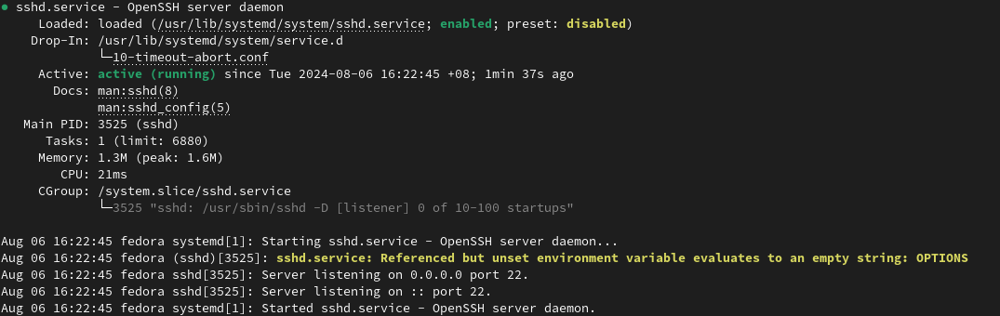 ● sshd.service - OpenSSH server daemon
     Loaded: loaded (/usr/lib/systemd/system/sshd.service; enabled; preset: disabled)
    Drop-In: /usr/lib/systemd/system/service.d
             └─10-timeout-abort.conf
     Active: active (running) since Tue 2024-08-06 16:22:45 +08; 1min 37s ago
       Docs: man:sshd(8)
             man:sshd_config(5)
   Main PID: 3525 (sshd)
      Tasks: 1 (limit: 6880)
     Memory: 1.3M (peak: 1.6M)
        CPU: 21ms
     CGroup: /system.slice/sshd.service
             └─3525 "sshd: /usr/sbin/sshd -D [listener] 0 of 10-100 startups"

Aug 06 16:22:45 fedora systemd[1]: Starting sshd.service - OpenSSH server daemon...
Aug 06 16:22:45 fedora (sshd)[3525]: sshd.service: Referenced but unset environment variable evaluates to an empty string: OPTIONS
Aug 06 16:22:45 fedora sshd[3525]: Server listening on 0.0.0.0 port 22.
Aug 06 16:22:45 fedora sshd[3525]: Server listening on :: port 22.
Aug 06 16:22:45 fedora systemd[1]: Started sshd.service - OpenSSH server daemon.